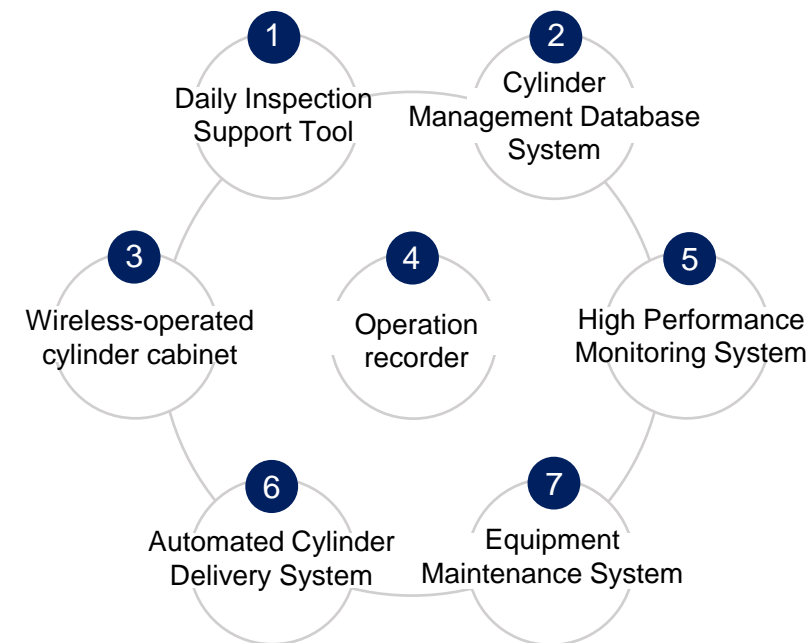 1
Daily Inspection
Support Tool
2
Cylinder
Management Database
System
3
Wireless-operated
cylinder cabinet
4
Operation
recorder
5
High Performance
Monitoring System
6
Automated Cylinder
Delivery System
7
Equipment
Maintenance System